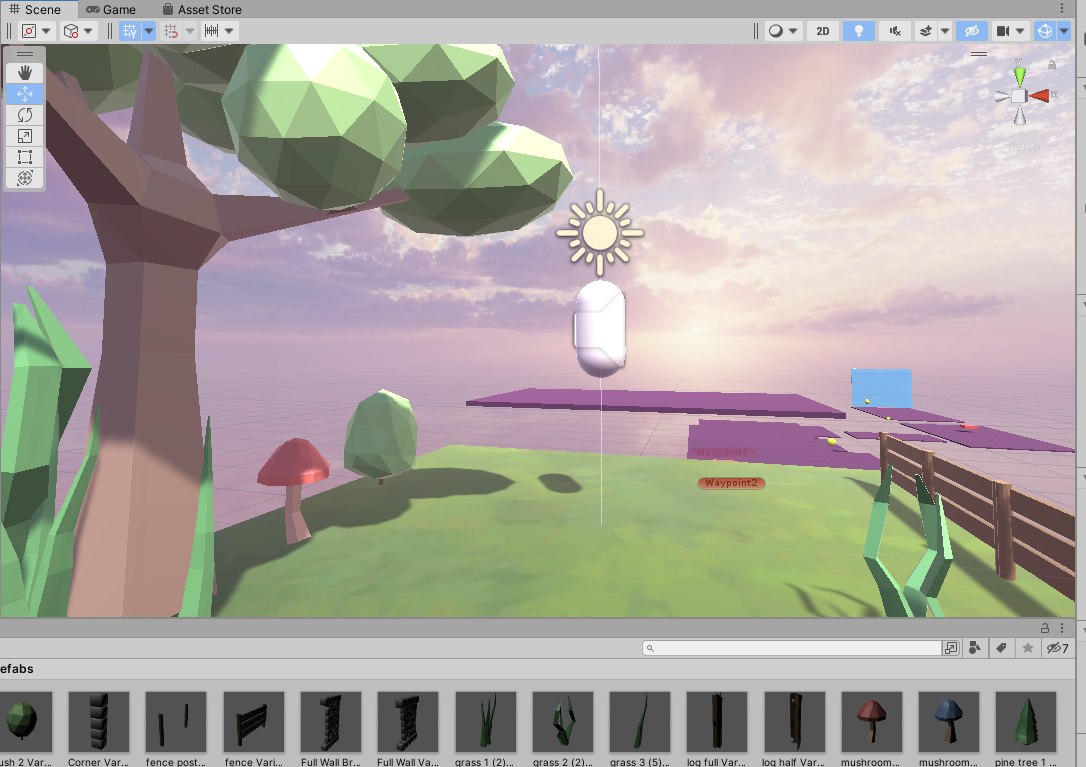 Scene Game Asset Store
2D
Y
Waypoint1
Waypoint2
7
efabs
ush 2 Var... Corner Var... fence post... fence Vari... Full Wall Br... Full Wall Va... grass 1 (2)... grass 2 (2)... grass 3 (5)... log full Var... log half Var... mushroom... mushroom... pine tree 1 ...